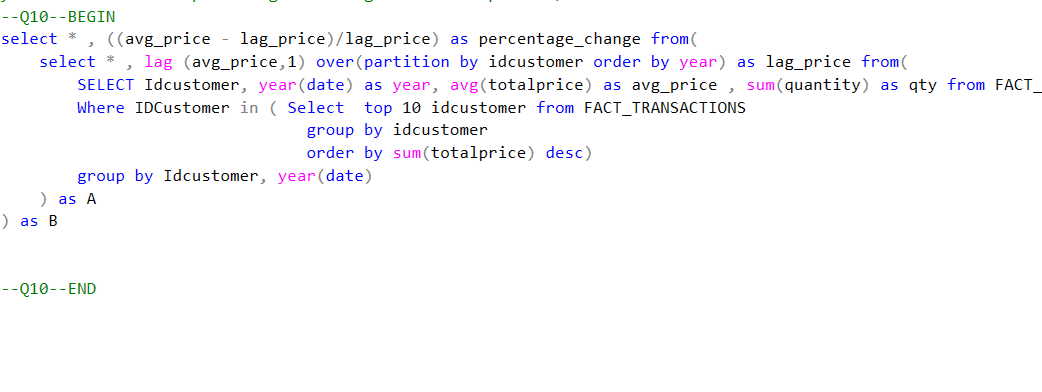 --Q10--BEGIN
select * , ((avg_price - lag_price)/lag_price) as percentage_change from(
select * , lag (avg_price,1) over(partition by idcustomer order by year) as lag_price from(
SELECT Idcustomer, year(date) as year, avg(totalprice) as avg_price , sum(quantity) as qty from FACT_
Where IDCustomer in ( Select  top 10 idcustomer from FACT_TRANSACTIONS
group by idcustomer
order by sum(totalprice) desc)
group by Idcustomer, year(date)
) as A
) as B
--Q10--END